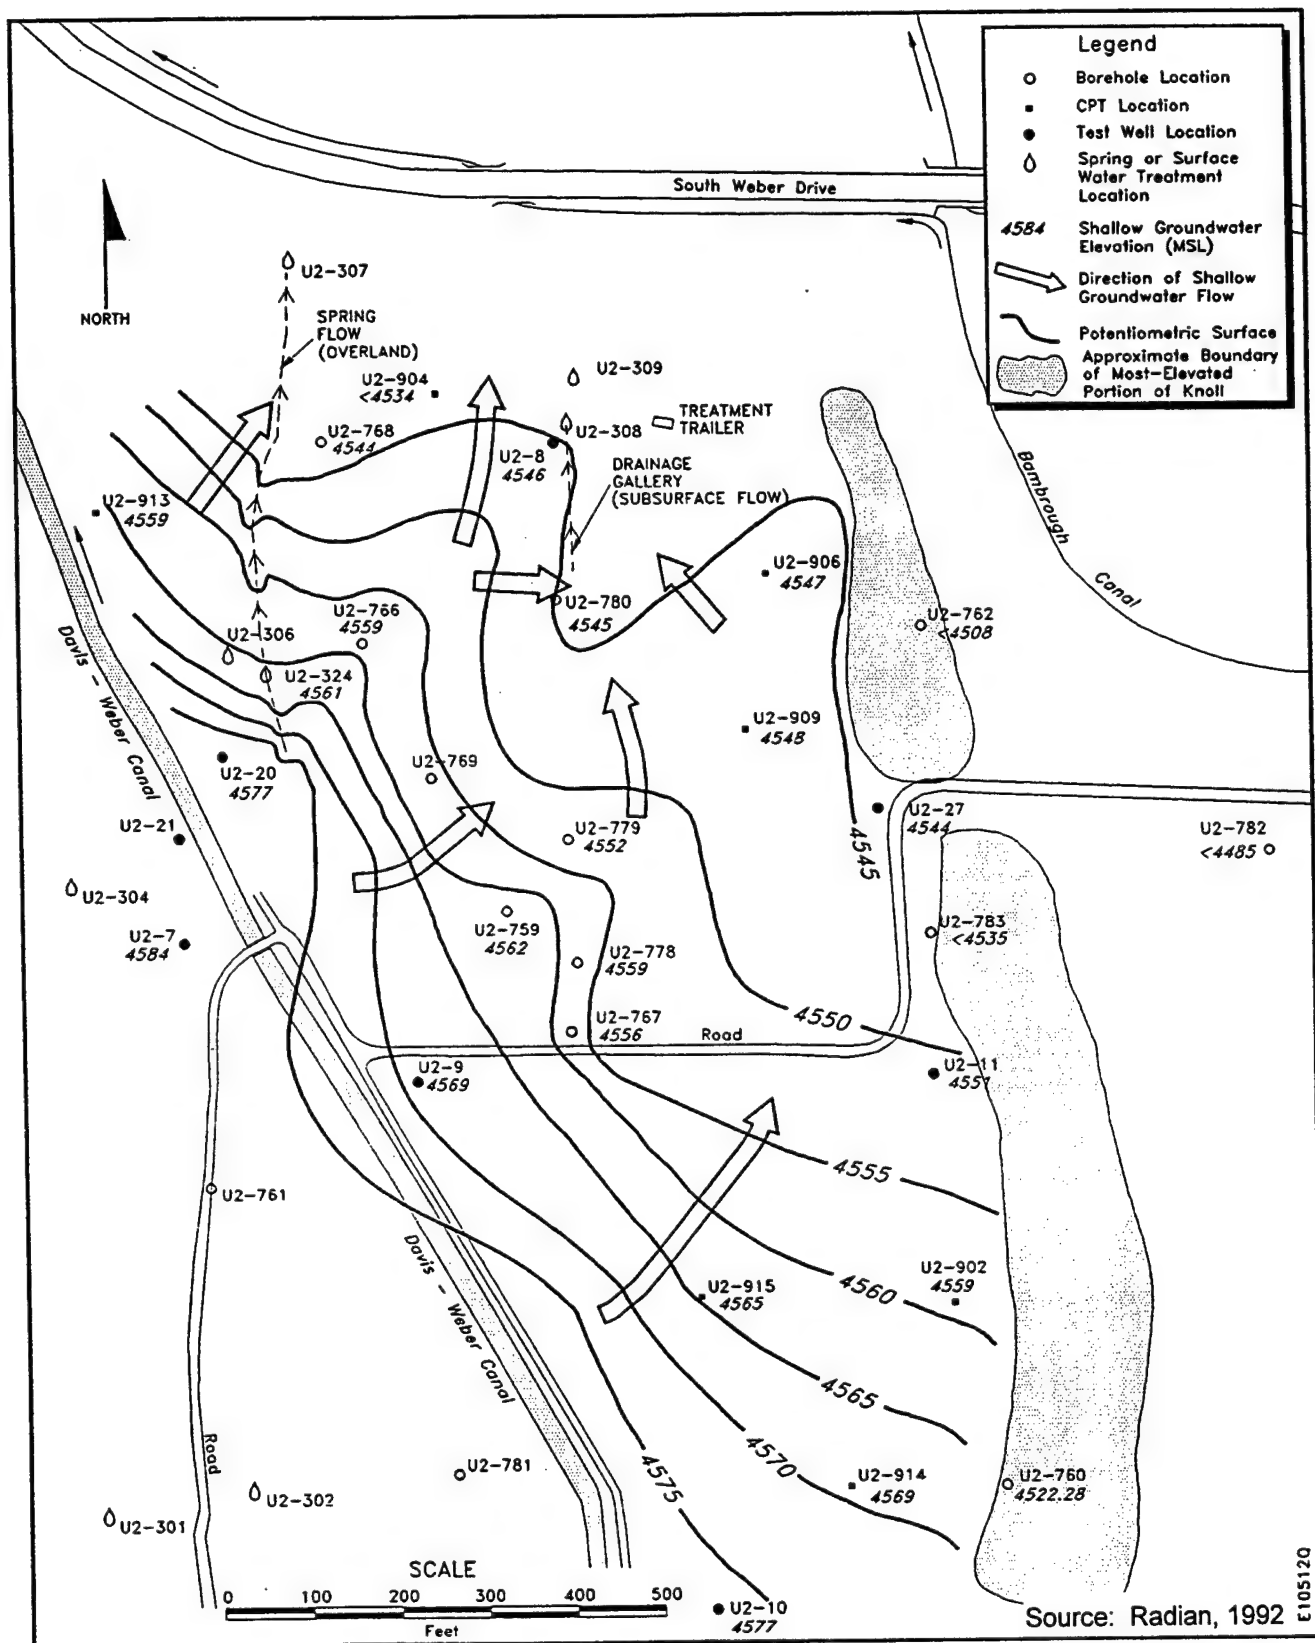 Legend
Borehole Location
CPT Location
Test Well Location
Spring or Surface
Water Treatment
Location
4584
Shallow Groundwater
Elevation (MSL)
Direction of Shallow
Groundwater Flow
Potentiometric Surface
Approximate Boundary
of Most-Elevated
Portion of Knoll
South Weber Drive
NORTH
U2-307
SPRING
FLOW
(OVERLAND)
U2-904
<4534
U2-309
TREATMENT
TRAILER
U2-308
U2-768
4544
U2-8
4546
DRAINAGE
GALLERY
(SUBSURFACE FLOW)
Bambrough
Canal
U2-913
4559
U2-906
4547
U2-780
4545
U2-766
4559
U2-762
<4508
U2-306
U2-324
4561
Davis - Weber Canal
U2-909
4548
U2-20
4577
U2-769
U2-27
4544
U2-21
U2-779
4552
4545
U2-782
<4485
U2-304
U2-7
4584
U2-759
4562
U2-783
<4535
U2-778
4559
4550
U2-767
4556
Road
U2-9
4569
U2-11
4551
4555
U2-761
Davis - Weber Canal
U2-915
4565
4560
U2-902
4559
4565
4570
4575
Road
U2-781
U2-914
4569
U2-760
4522.28
U2-302
U2-301
SCALE
0 100 200 300 400 500
Feet
U2-10
4577
Source: Radian, 1992
E10512Q